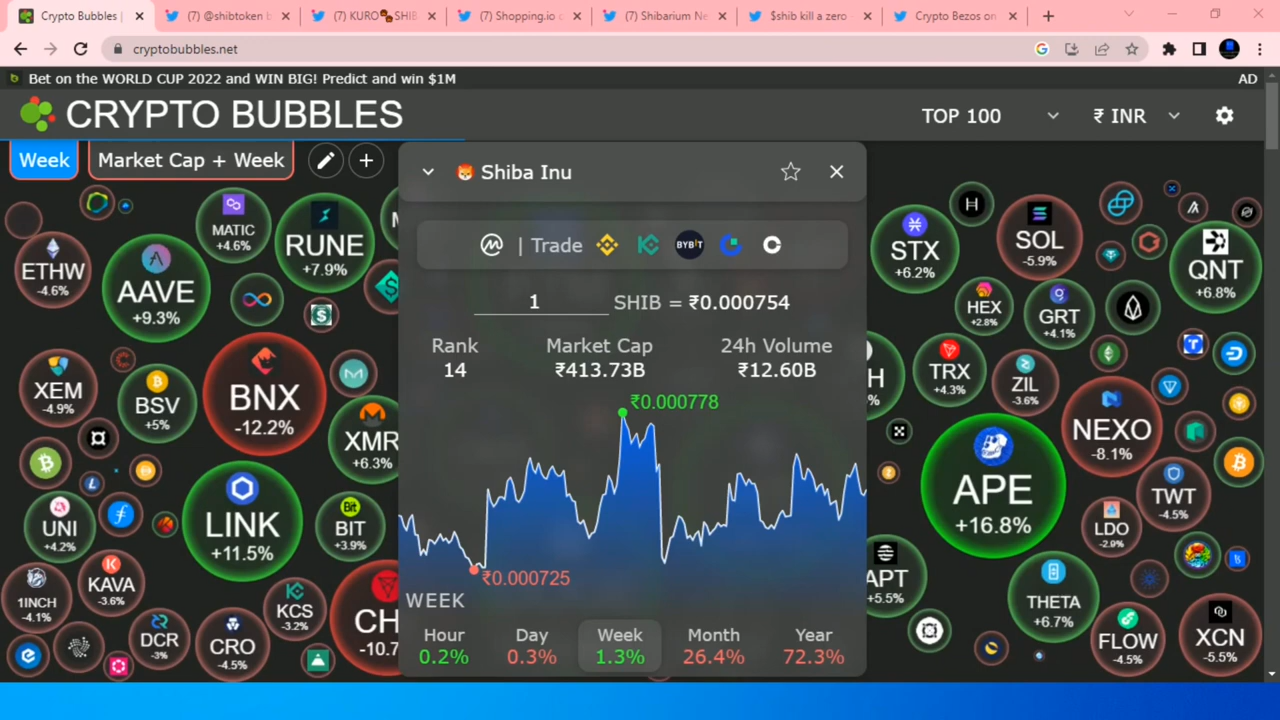 Crypto Bubbles |
(7) @shibtoken b
(7) KURO SHIB
(7) Shopping.io
(7) Shibarium Ne
$shib kill a zero
Crypto Bezos on
cryptobubbles.net
Bet on the WORLD CUP 2022 and WIN BIG! Predict and win $1M
AD
CRYPTO BUBBLES
TOP 100
₹ INR
Week
Market Cap + Week
Shiba Inu
| Trade
BYBIT
1
SHIB = ₹0.000754
Rank
Market Cap
24h Volume
14
₹413.73B
₹12.60B
₹0.000778
₹0.000725
WEEK
Hour
Day
Week
Month
Year
0.2%
0.3%
1.3%
26.4%
72.3%
MATIC
+4.6%
RUNE
+7.9%
ETHW
-4.6%
AAVE
+9.3%
XEM
-4.9%
BSV
+5%
BNX
-12.2%
XMR
+6.3%
UNI
+4.2%
LINK
+11.5%
Bit
BIT
+3.9%
KAVA
-3.6%
1INCH
-4.1%
DCR
-3%
CRO
-4.5%
KCS
-3.2%
CH
-10.7
STX
+6.2%
SOL
-5.9%
QNT
+6.8%
HEX
+2.8%
GRT
+4.1%
H
%
TRX
+4.3%
ZIL
-3.6%
NEXO
-8.1%
APE
+16.8%
TWT
-4.5%
LDO
-2.9%
APT
+5.5%
THETA
+6.7%
FLOW
-4.5%
XCN
-5.5%